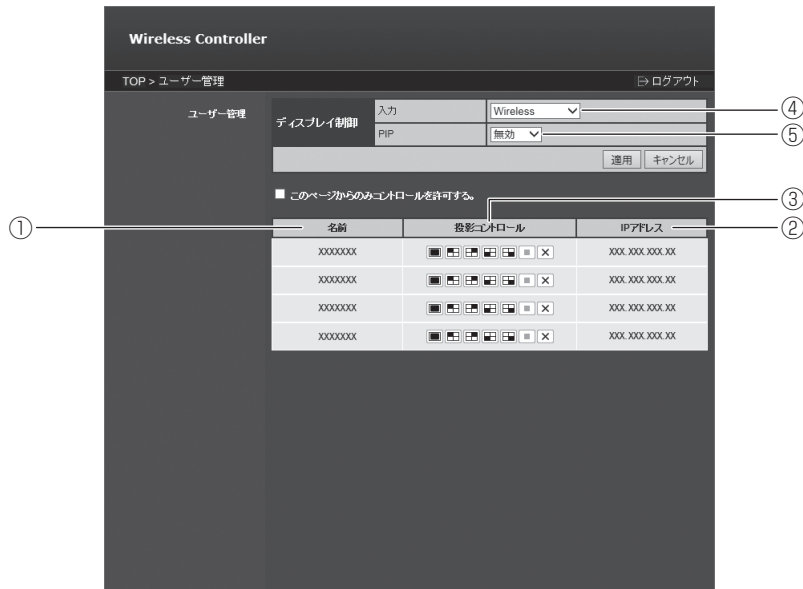 Wireless Controller
TOP > ユーザー管理 ログアウト
ユーザー管理
ディスプレイ制御
入力 Wireless ④
PIP 無効 ⑤
適用 キャンセル
このページからのみコントロールを許可する。
③
① 名前 投影コントロール IPアドレス ②
XXXXXXX XXX.XXX.XXX.XX
XXXXXXX XXX.XXX.XXX.XX
XXXXXXX XXX.XXX.XXX.XX
XXXXXXX XXX.XXX.XXX.XX